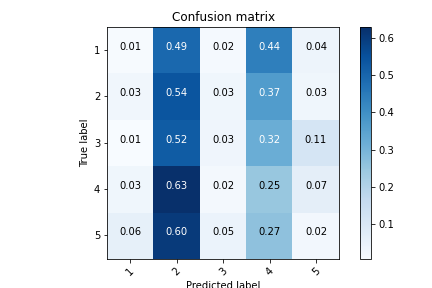 Confusion matrix
1 0.01 0.49 0.02 0.44 0.04
2 0.03 0.54 0.03 0.37 0.03
3 0.01 0.52 0.03 0.32 0.11
4 0.03 0.63 0.02 0.25 0.07
5 0.06 0.60 0.05 0.27 0.02
True label
1 2 3 4 5
Predicted label
0.6
0.5
0.4
0.3
0.2
0.1